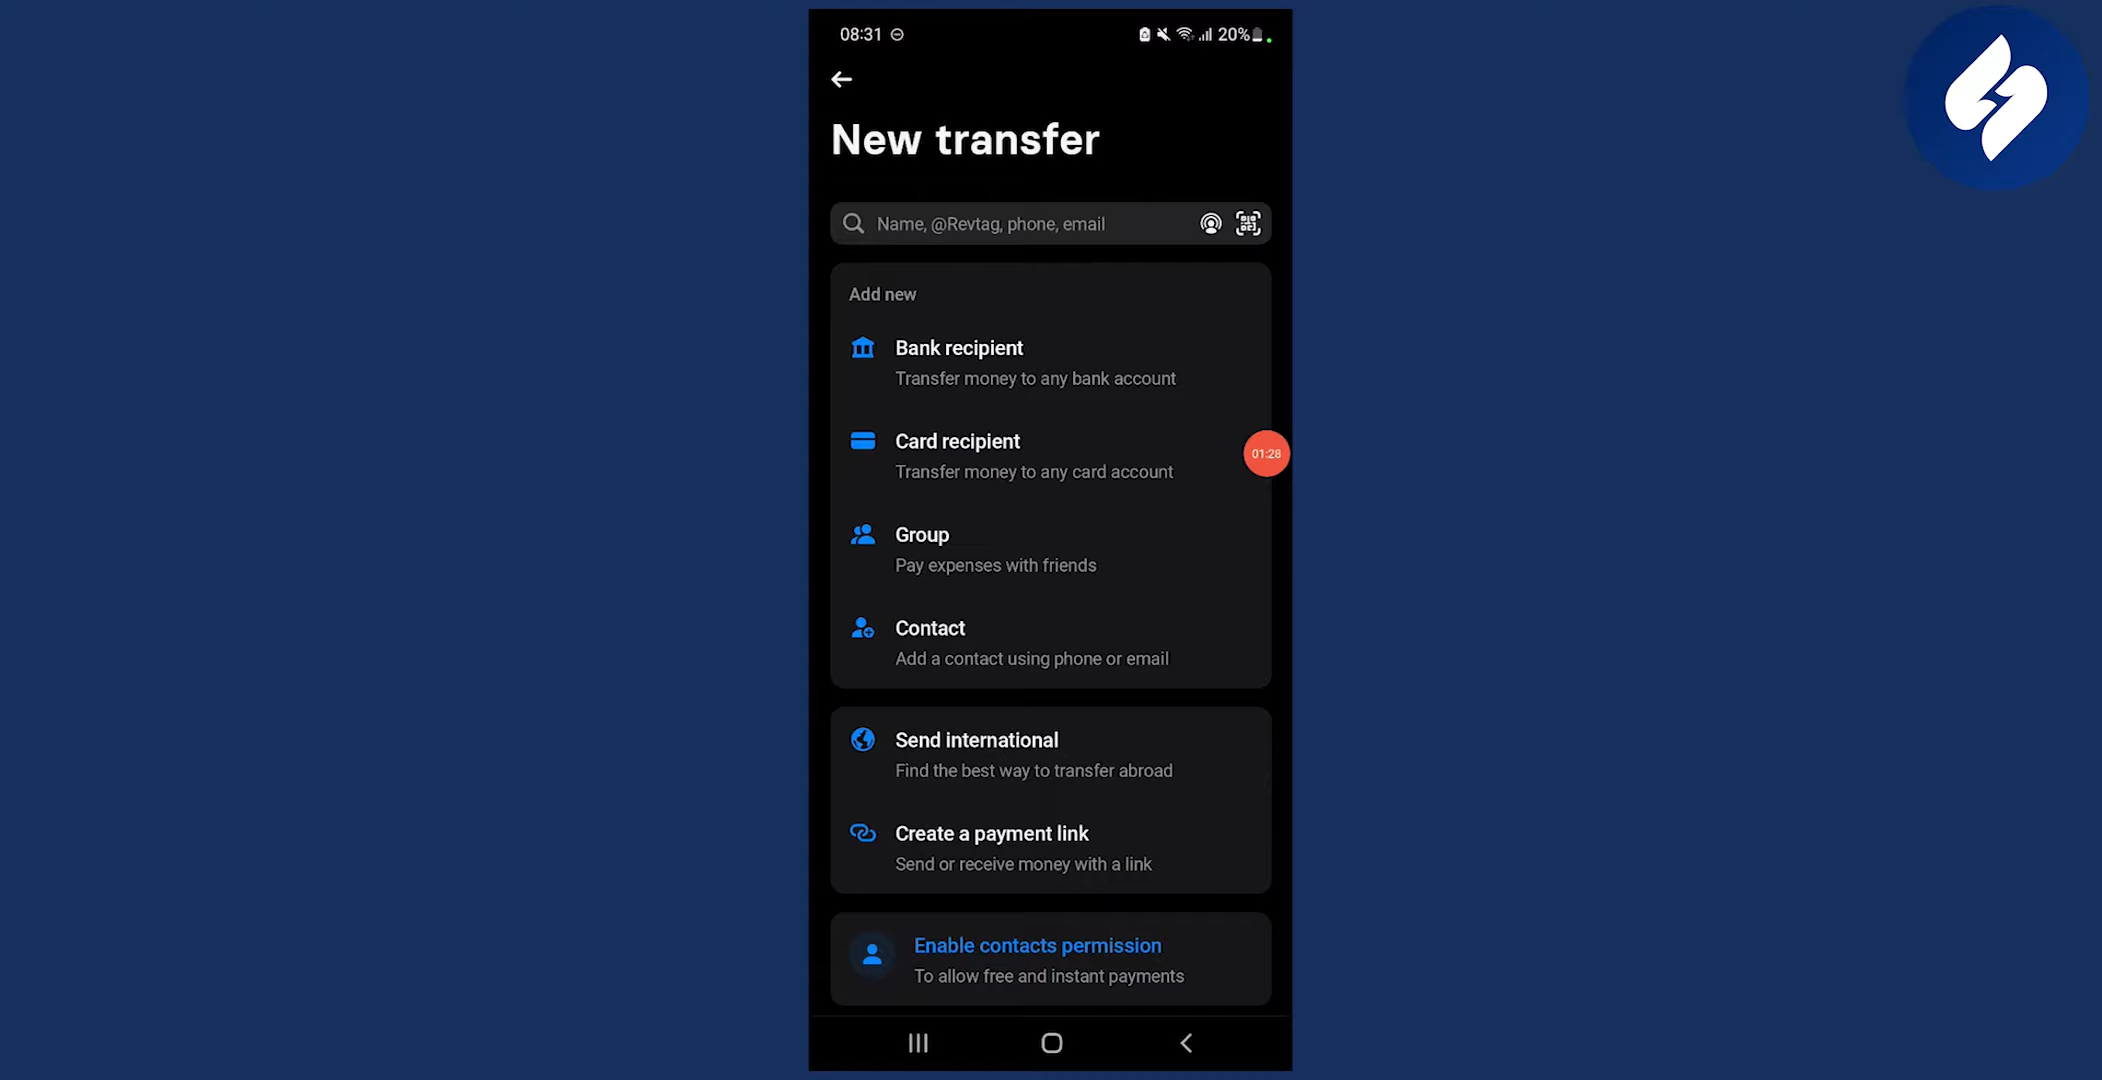 08:31
20%
New transfer
Name, @Revtag, phone, email
Add new
Bank recipient
Transfer money to any bank account
Card recipient
Transfer money to any card account
01:28
Group
Pay expenses with friends
Contact
Add a contact using phone or email
Send international
Find the best way to transfer abroad
Create a payment link
Send or receive money with a link
Enable contacts permission
To allow free and instant payments